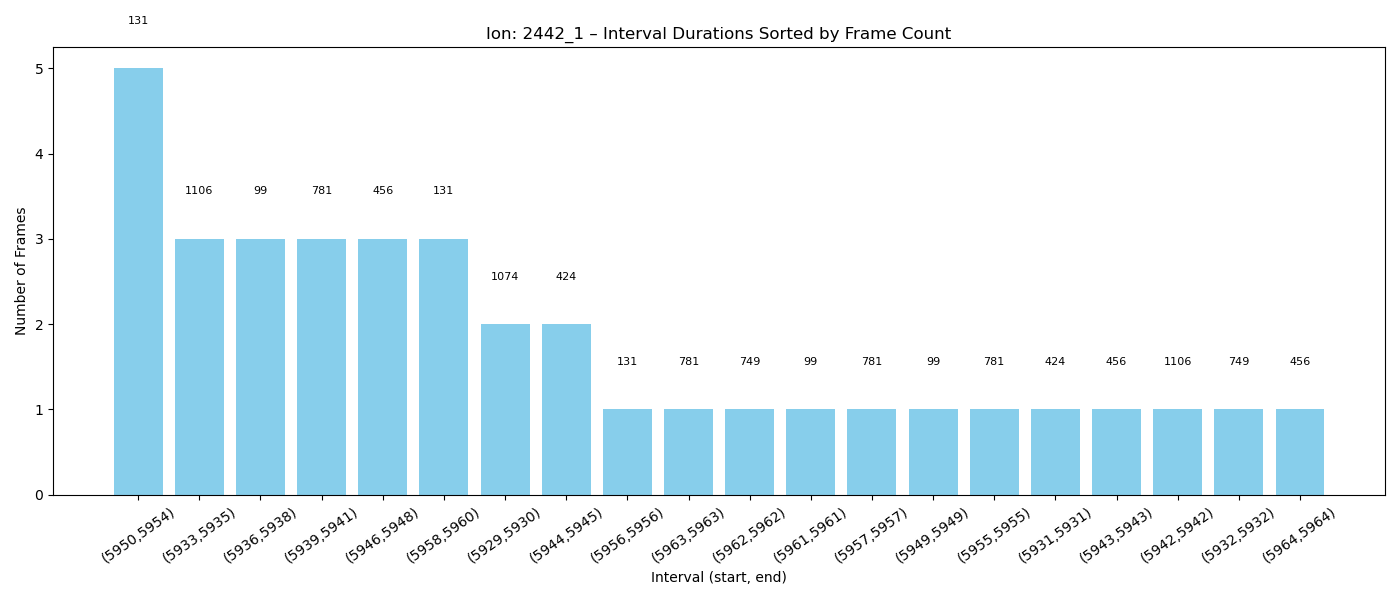 131
Ion: 2442_1 – Interval Durations Sorted by Frame Count
5
4
3
2
1
0
Number of Frames
1106 99 781 456 131
1074 424
131 781 749 99 781 99 781 424 456 1106 749 456
(5950,5954) (5933,5935) (5936,5938) (5939,5941) (5946,5948) (5958,5960) (5929,5930) (5944,5945) (5956,5956) (5963,5963) (5962,5962) (5961,5961) (5957,5957) (5949,5949) (5955,5955) (5931,5931) (5943,5943) (5942,5942) (5932,5932) (5964,5964)
Interval (start, end)